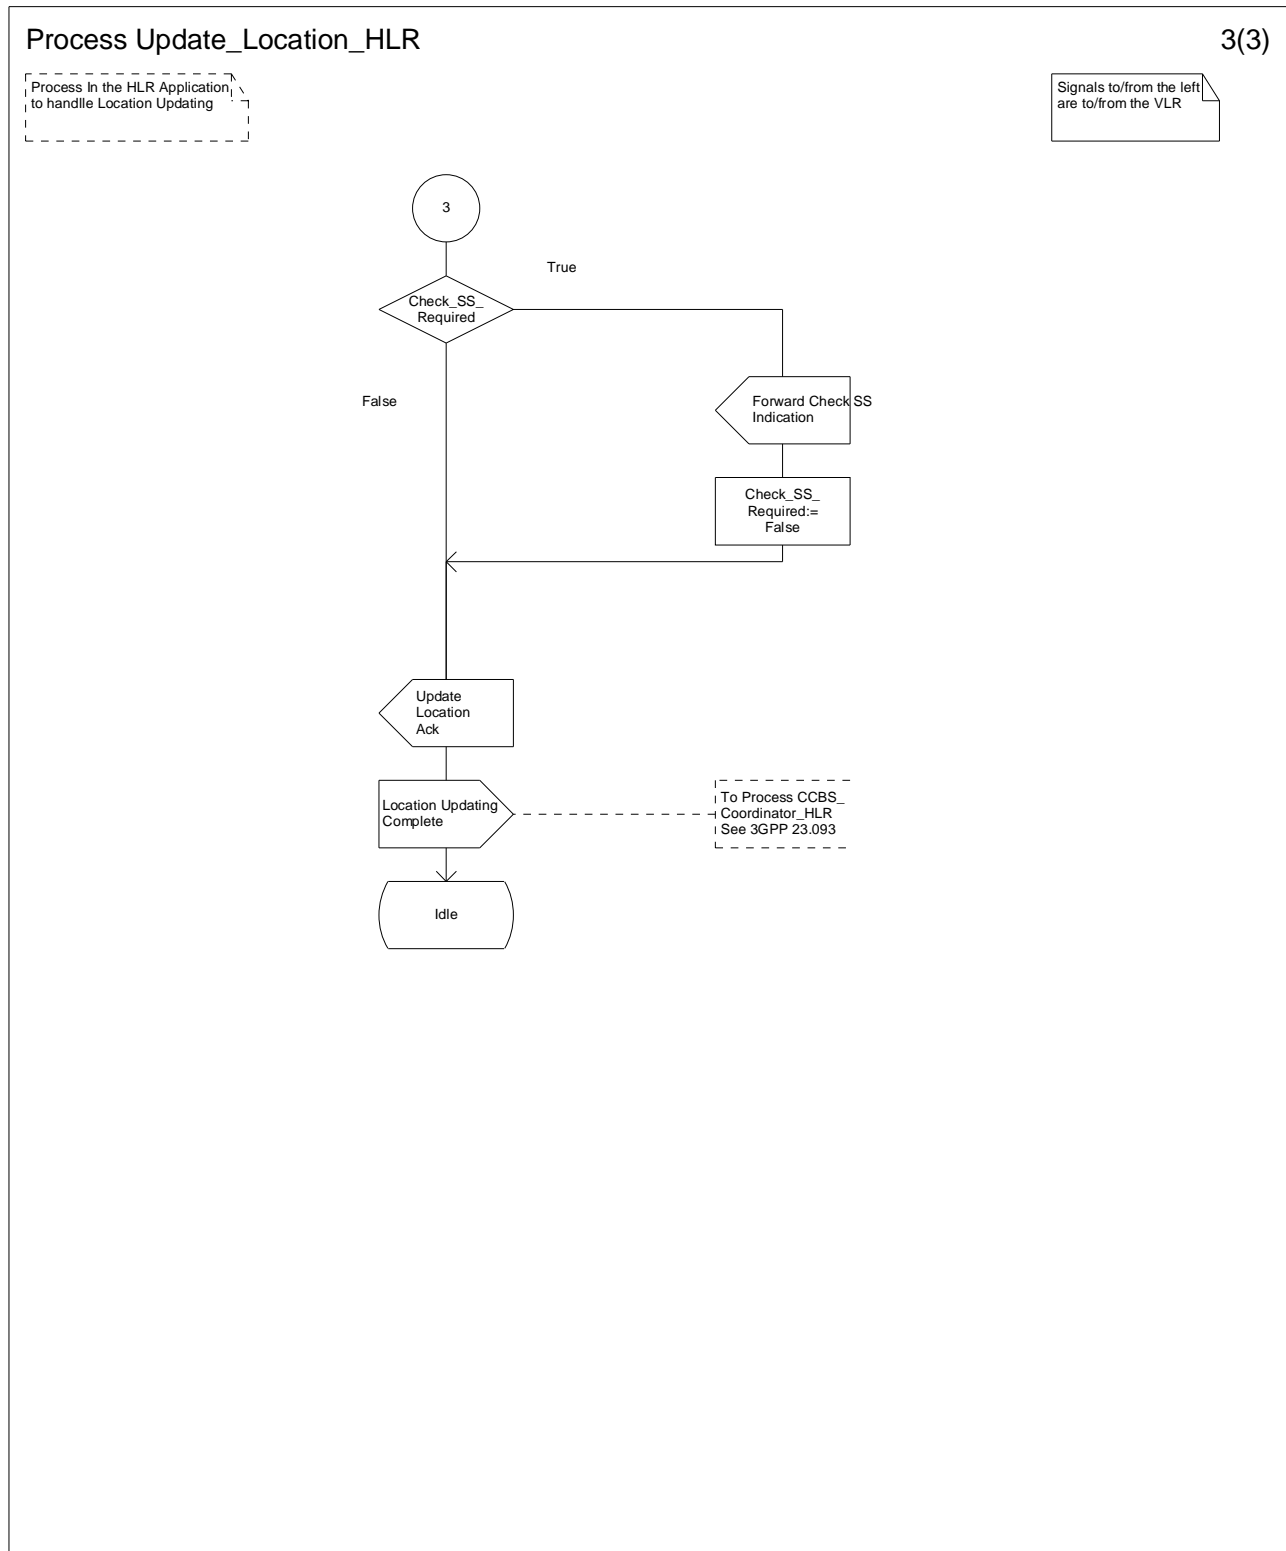 Process Update_Location_HLR
3(3)
Process In the HLR Application
to handlle Location Updating
Signals to/from the left
are to/from the VLR
3
True
Check_SS_
Required
False
Forward Check SS
Indication
Check_SS_
Required:=
False
Update
Location
Ack
Location Updating
Complete
To Process CCBS_
Coordinator_HLR
See 3GPP 23.093
Idle